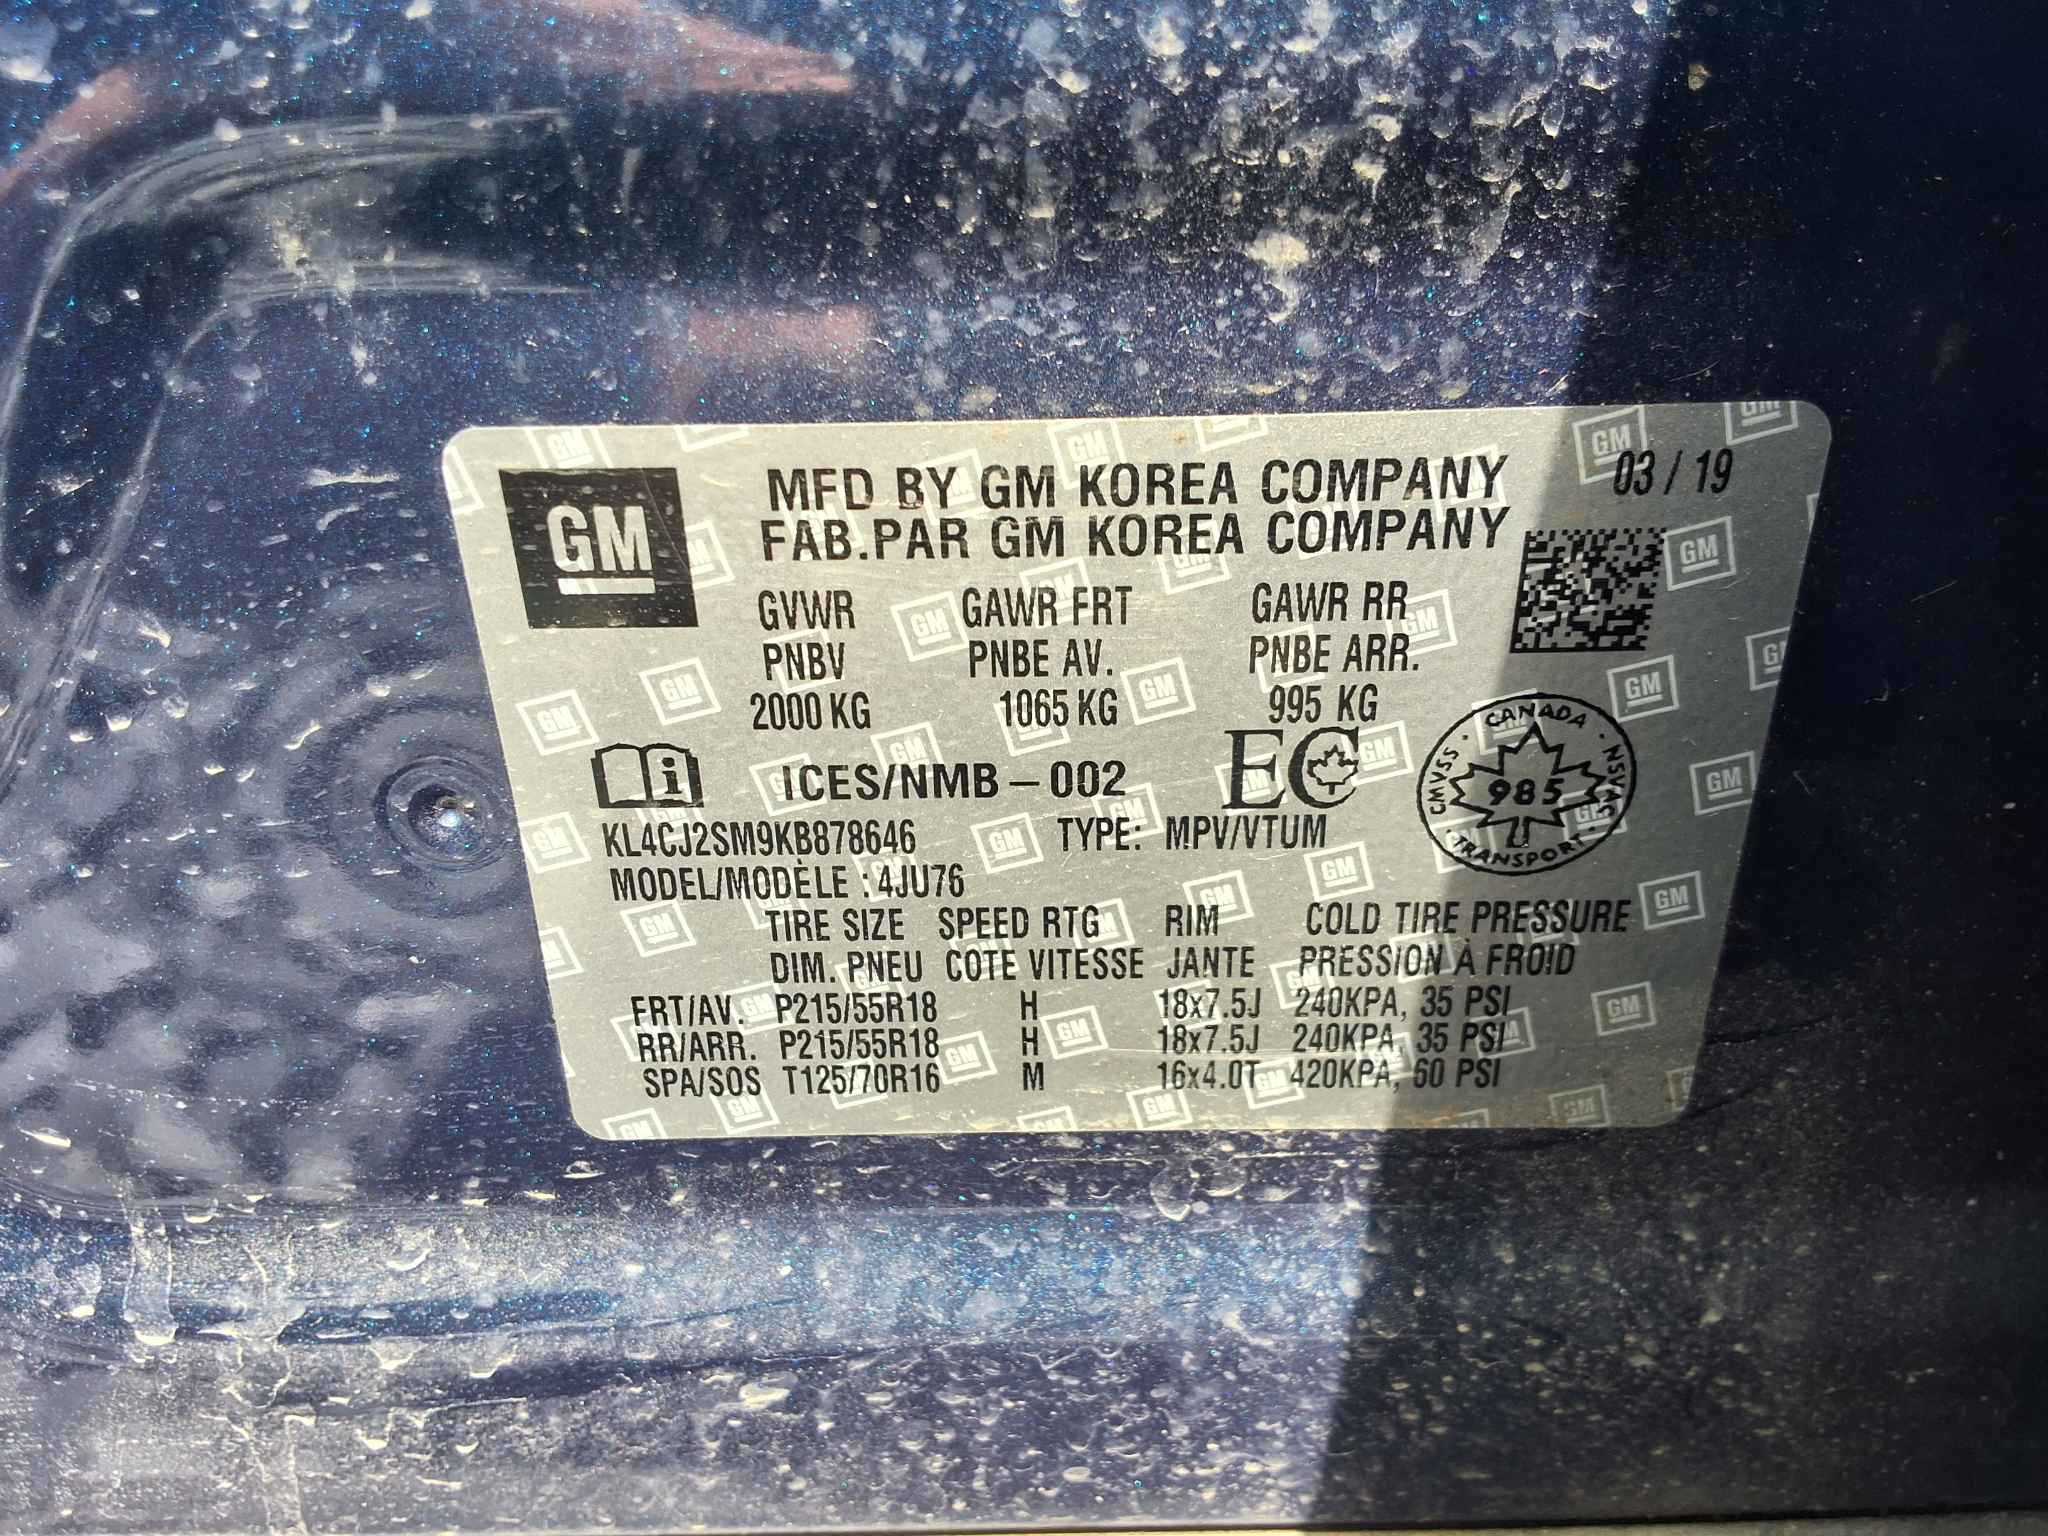 GM
MFD BY GM KOREA COMPANY 03 / 19
FAB.PAR GM KOREA COMPANY
GVWR GAWR FRT GAWR RR
PNBV PNBE AV. PNBE ARR.
2000 KG 1065 KG 995 KG
i ICES/NMB-002 EC
CANADA
CMVSS 985 NSVAC
TRANSPORT
KL4CJ2SM9KB878646 TYPE: MPV/VTUM
MODEL/MODÈLE :4JU76
TIRE SIZE SPEED RTG RIM COLD TIRE PRESSURE
DIM. PNEU COTE VITESSE JANTE PRESSION À FROID
FRT/AV. P215/55R18 H 18x7.5J 240KPA, 35 PSI
RR/ARR. P215/55R18 H 18x7.5J 240KPA, 35 PSI
SPA/SOS T125/70R16 M 16x4.0T 420KPA, 60 PSI